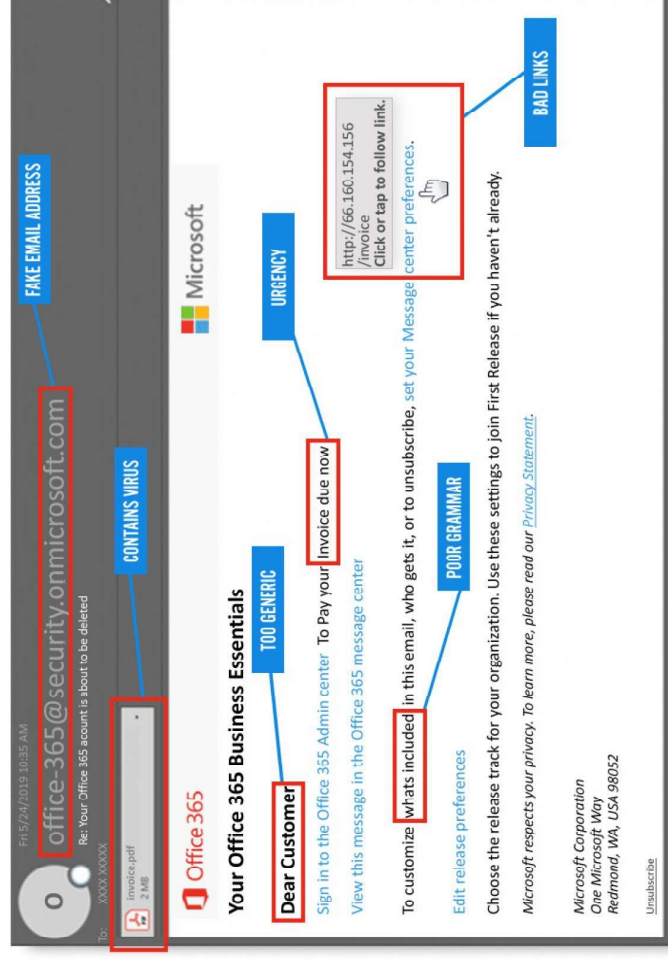 Fri 5/24/2019 10:35 AM
O
office-365@security.onmicrosoft.com
FAKE EMAIL ADDRESS
Re: Your Office 365 acount is about to be deleted
To: XXXX XXXXX
invoice.pdf
2 MB
CONTAINS VIRUS
Office 365
Microsoft
Your Office 365 Business Essentials
TOO GENERIC
URGENCY
Dear Customer
Sign in to the Office 365 Admin center To Pay your Invoice due now
View this message in the Office 365 message center
http://66.160.154.156
/invoice
Click or tap to follow link.
To customize whats included in this email, who gets it, or to unsubscribe, set your Message center preferences.
POOR GRAMMAR
Edit release preferences
Choose the release track for your organization. Use these settings to join First Release if you haven't already.
BAD LINKS
Microsoft respects your privacy. To learn more, please read our Privacy Statement.
Microsoft Corporation
One Microsoft Way
Redmond, WA, USA 98052
Unsubscribe